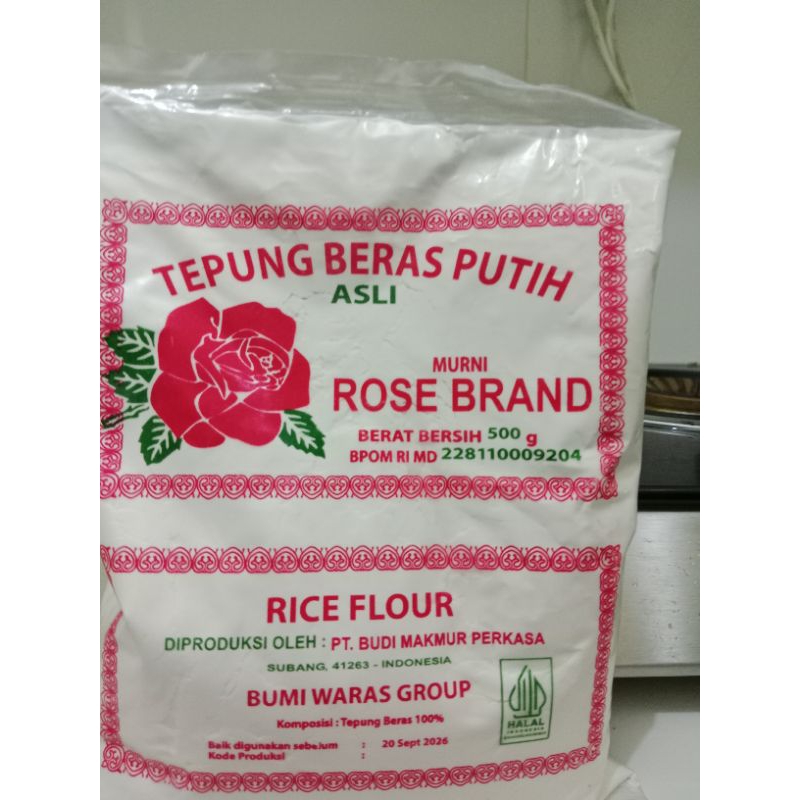 TEPUNG BERAS PUTIH
ASLI
MURNI
ROSE BRAND
BERAT BERSIH 500 g
BPOM RI MD 228110009204
RICE FLOUR
DIPRODUKSI OLEH : PT. BUDI MAKMUR PERKASA
SUBANG, 41263 - INDONESIA
BUMI WARAS GROUP
Komposisi : Tepung Beras 100%
Baik digunakan sebelum : 20 Sept 2026
Kode Produksi :
HALAL
INDONESIA